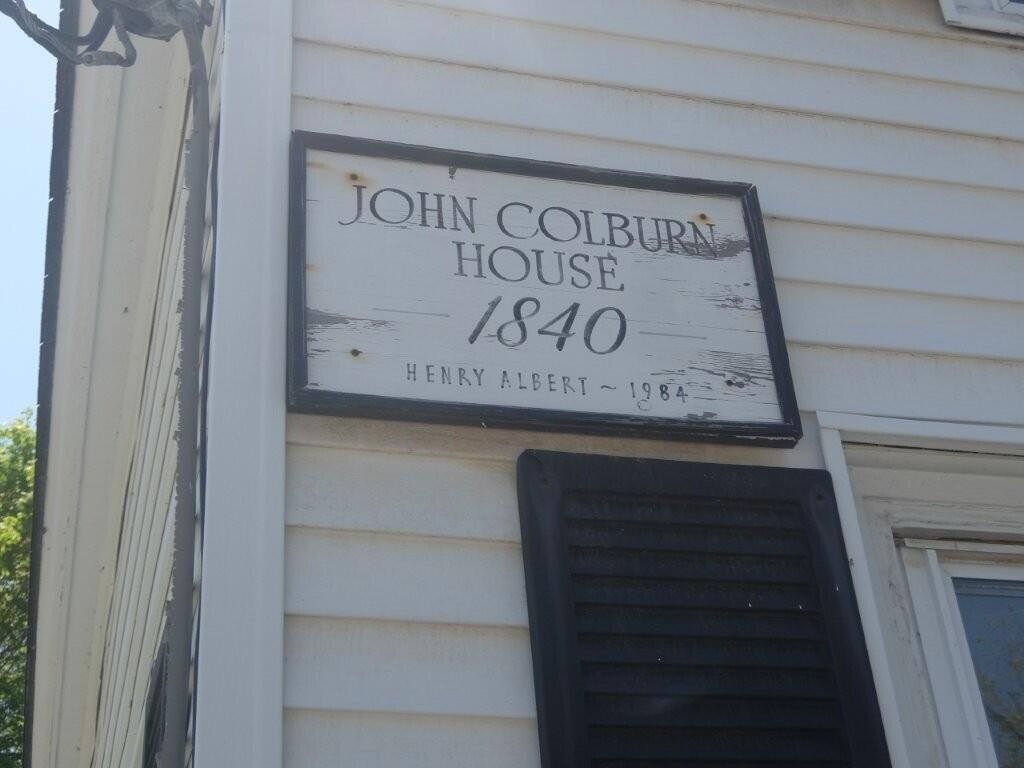 JOHN COLBURN
HOUSE
1840
HENRY ALBERT ~ 1984